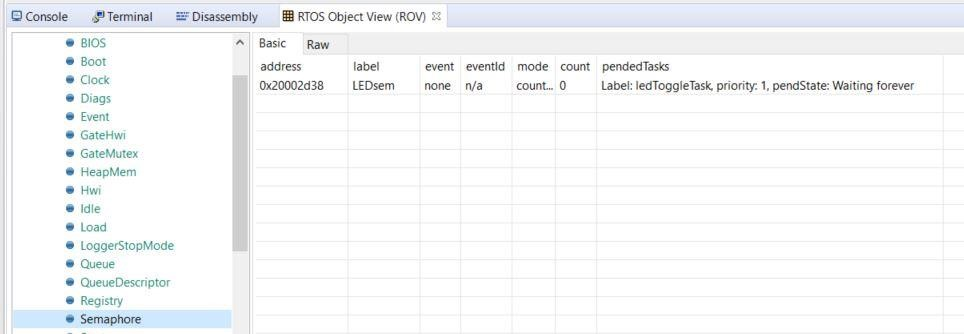 Console Terminal Disassembly RTOS Object View (ROV)
BIOS
Boot
Clock
Diags
Event
GateHwi
GateMutex
HeapMem
Hwi
Idle
Load
LoggerStopMode
Queue
QueueDescriptor
Registry
Semaphore
Basic Raw
address label event eventId mode count pendedTasks
0x20002d38 LEDsem none n/a count... 0 Label: ledToggleTask, priority: 1, pendState: Waiting forever